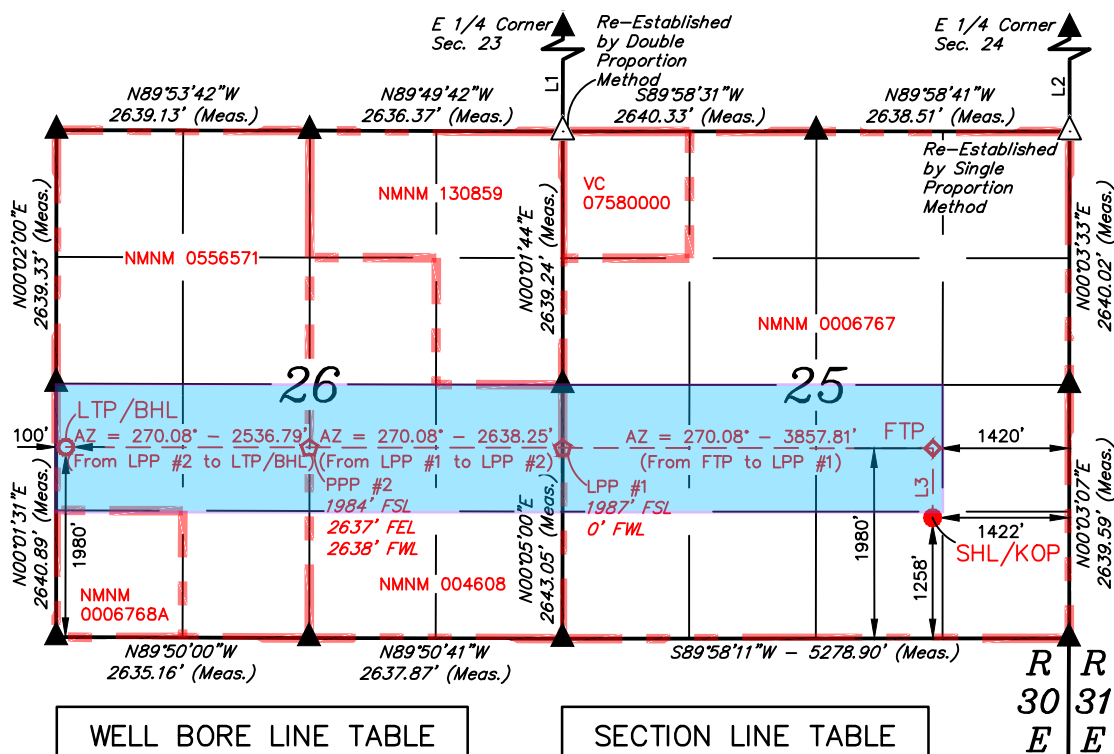 E 1/4 Corner
Sec. 23
Re-Established
by Double
Proportion
Method
E 1/4 Corner
Sec. 24
L1
L2
N89°53'42"W
2639.13' (Meas.)
N89°49'42"W
2636.37' (Meas.)
S89°58'31"W
2640.33' (Meas.)
N89°58'41"W
2638.51' (Meas.)
Re-Established
by Single
Proportion
Method
NMNM 130859
VC
07580000
N00°02'00"E
2639.33' (Meas.)
NMNM 0556571
N00°01'44"E
2639.24' (Meas.)
N00°03'33"E
2640.02' (Meas.)
NMNM 0006767
26
25
LTP/BHL
100'
AZ = 270.08° - 2536.79'
(From LPP #2 to LTP/BHL)
AZ = 270.08° - 2638.25'
(From LPP #1 to LPP #2)
AZ = 270.08° - 3857.81'
(From FTP to LPP #1)
FTP
1420'
PPP #2
1984' FSL
2637' FEL
2638' FWL
LPP #1
1987' FSL
0' FWL
L3
N00°01'31"E
2640.89' (Meas.)
1980'
N00°05'00"E
2643.05' (Meas.)
1980'
1422'
SHL/KOP
1258'
N00°03'07"E
2639.59' (Meas.)
NMNM
0006768A
NMNM 004608
N89°50'00"W
2635.16' (Meas.)
N89°50'41"W
2637.87' (Meas.)
S89°58'11"W - 5278.90' (Meas.)
R R
30 31
E E
WELL BORE LINE TABLE
SECTION LINE TABLE